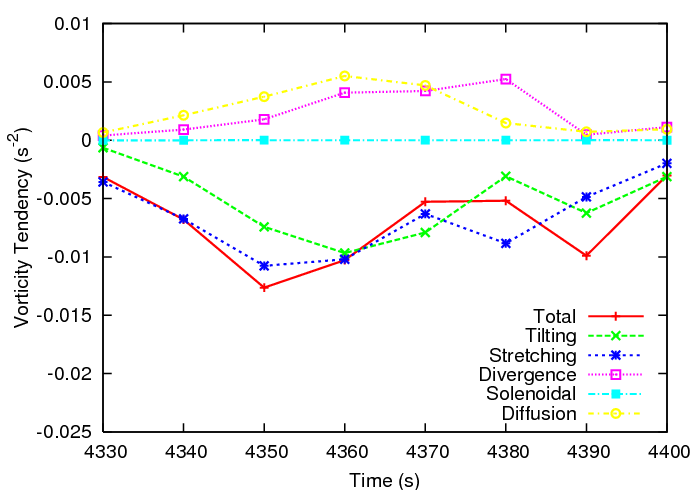 0.01
0.005
0
-0.005
-0.01
-0.015
-0.02
-0.025
Vorticity Tendency (s-2)
Total
Tilting
Stretching
Divergence
Solenoidal
Diffusion
4330 4340 4350 4360 4370 4380 4390 4400
Time (s)